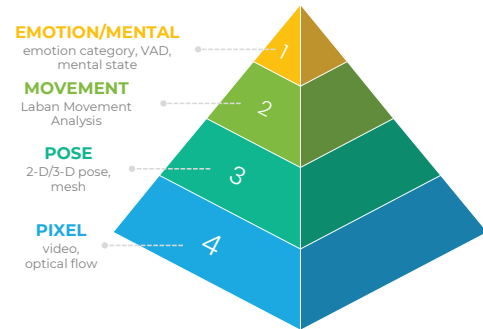 EMOTION/MENTAL
emotion category, VAD,
mental state
1
MOVEMENT
Laban Movement
Analysis
2
POSE
2-D/3-D pose,
mesh
3
PIXEL
video,
optical flow
4